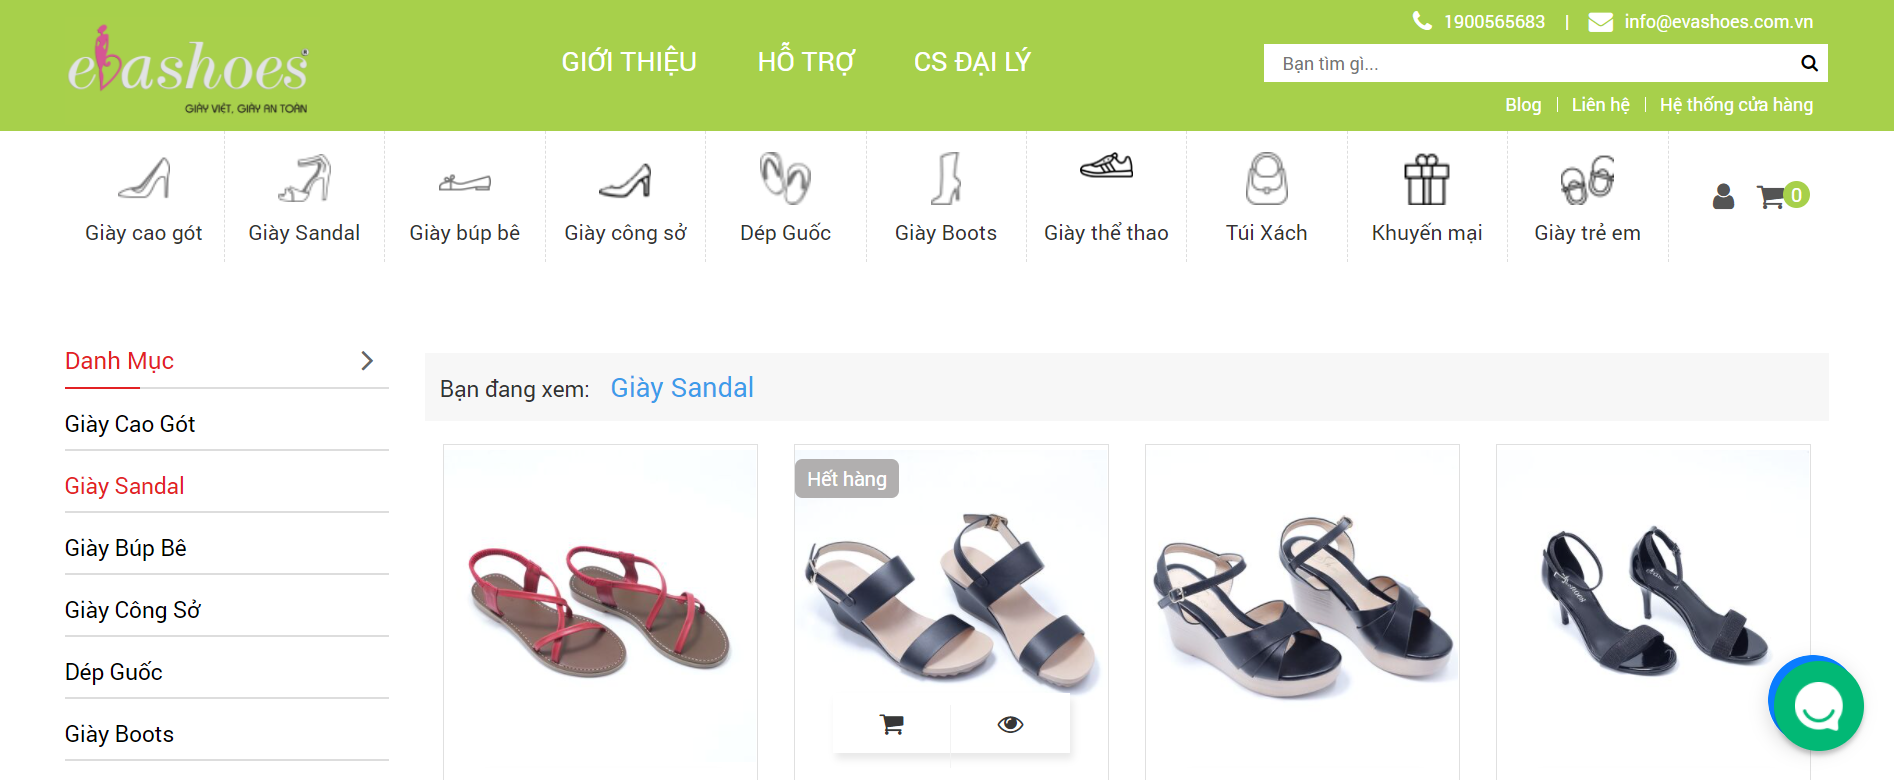 evashoes
GIÀY VIỆT, GIÀY AN TOÀN
GIỚI THIỆU
HỖ TRỢ
CS ĐẠI LÝ
1900565683 | info@evashoes.com.vn
Bạn tìm gì...
Blog | Liên hệ | Hệ thống cửa hàng
Giày cao gót
Giày Sandal
Giày búp bê
Giày công sở
Dép Guốc
Giày Boots
Giày thể thao
Túi Xách
Khuyến mại
Giày trẻ em
0
Danh Mục
Giày Cao Gót
Giày Sandal
Giày Búp Bê
Giày Công Sở
Dép Guốc
Giày Boots
Bạn đang xem: Giày Sandal
Hết hàng